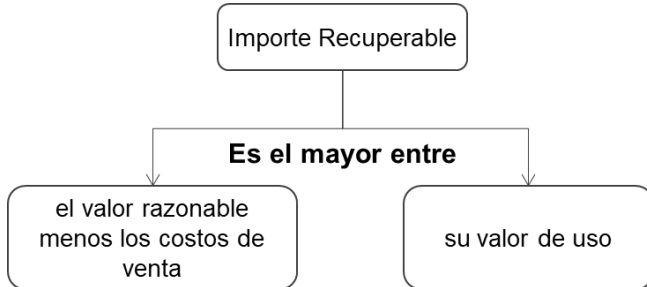 Importe Recuperable
Es el mayor entre
el valor razonable
menos los costos de
venta
su valor de uso